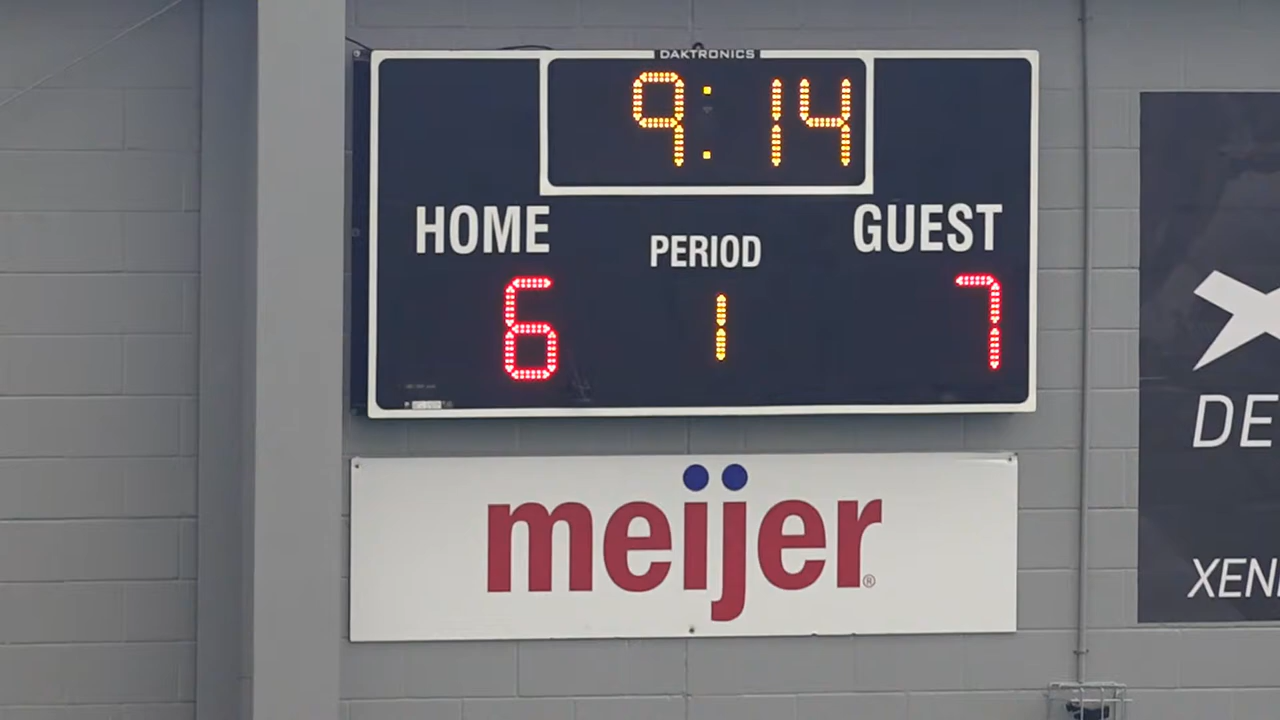 DAKTRONICS
9:14
HOME PERIOD GUEST
6 1 7
meijer®
DE
XEN